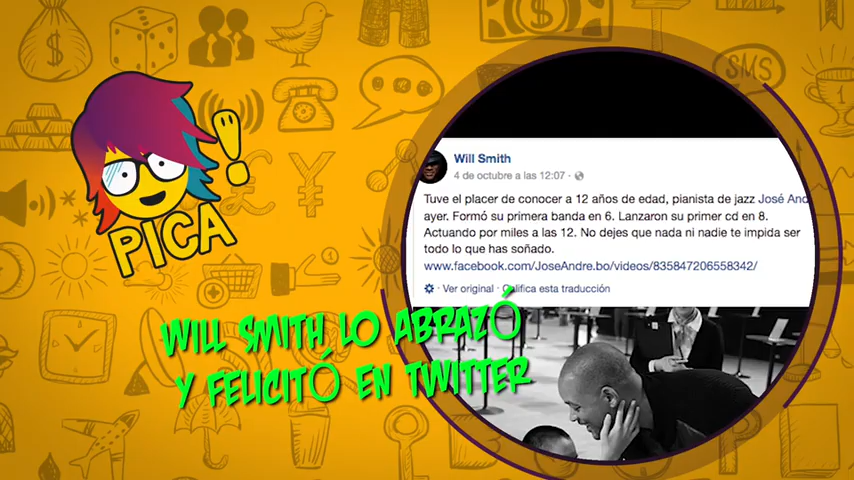 SMS
PICA!
Will Smith
4 de octubre a las 12:07 ·
Tuve el placer de conocer a 12 años de edad, pianista de jazz José And
ayer. Formó su primera banda en 6. Lanzaron su primer cd en 8.
Actuando por miles a las 12. No dejes que nada ni nadie te impida ser
todo lo que has soñado.
www.facebook.com/JoseAndre.bo/videos/835847206558342/
· Ver original · Califica esta traducción
WILL SMITH LO ABRAZÓ
Y FELICITÓ EN TWITTER